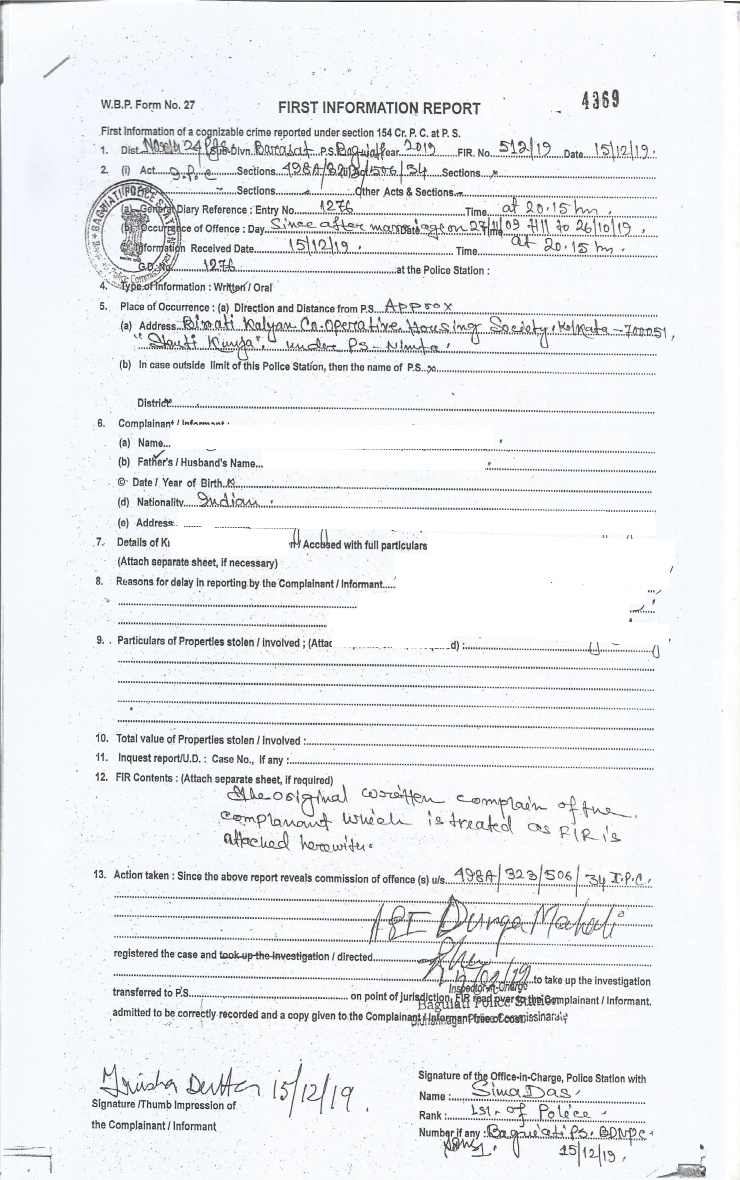 4369
W.B.P. Form No. 27
FIRST INFORMATION REPORT
First Information of a cognizable crime reported under section 154 Cr. P. C. at P. S.
1. Dist. North 24 Pgs Sub-Divn. Barasat P.S. Baguiati Year 2019 FIR. No. 512/19 Date 15/12/19.
2. (i) Act I.P.C Sections 498A/323/506/34 Sections x
Sections Other Acts & Sections
(a) General Diary Reference : Entry No. 1276 Time at 20.15 hrs.
(b) Occurrence of Offence : Day Since after marriage on 27/11/09 till to 26/10/19.
Information Received Date 15/12/19. Time at 20.15 hrs.
G.D. No. 1276 at the Police Station :
4. Type of Information : Written / Oral
5. Place of Occurrence : (a) Direction and Distance from P.S. Approx
(a) Address Birati Kalyan Co-Operative Housing Society, Kolkata-700051,
"Shanti Kunja". under PS-Nimta.
(b) In case outside limit of this Police Station, then the name of P.S. x
District
6. Complainant / Informant :
(a) Name
(b) Father's / Husband's Name
© Date / Year of Birth
(d) Nationality Indian.
(e) Address
7. Details of Accused with full particulars
(Attach separate sheet, if necessary)
8. Reasons for delay in reporting by the Complainant / Informant
9. Particulars of Properties stolen / involved ; (Attac d) :
10. Total value of Properties stolen / involved :
11. Inquest report/U.D. : Case No., if any :
12. FIR Contents : (Attach separate sheet, if required)
The original written complain of the
complanant which is treated as FIR is
attached herewith.
13. Action taken : Since the above report reveals commission of offence (s) u/s. 498A/323/506/34 I.P.C.
ASI Durga Mahali
registered the case and took up the investigation / directed
to take up the investigation
Inspector-in-Charge
transferred to P.S. on point of jurisdiction, FIR read over to the Complainant / Informant.
Baguiati Police Station
admitted to be correctly recorded and a copy given to the Complainant / Informant free of cost.
Bidhannagar Police Commissionarate
15/12/19.
Signature /Thumb Impression of
the Complainant / Informant
Signature of the Office-in-Charge, Police Station with
Name : Sima Das.
Rank : of Police.
Number if any : Baguiati P.S. BDNPC.
15/12/19.